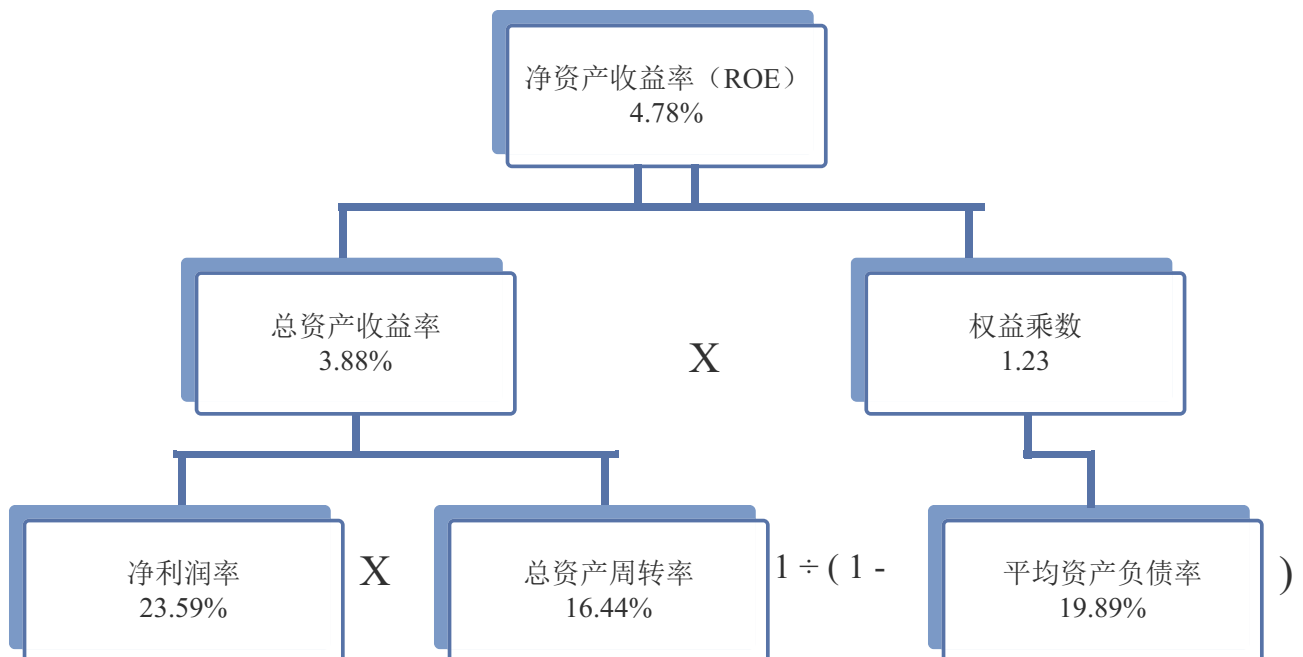 净资产收益率（ROE）
4.78%
总资产收益率
3.88%
X
权益乘数
1.23
净利润率
23.59%
X
总资产周转率
16.44%
1 ÷ ( 1 -
平均资产负债率
19.89%
)